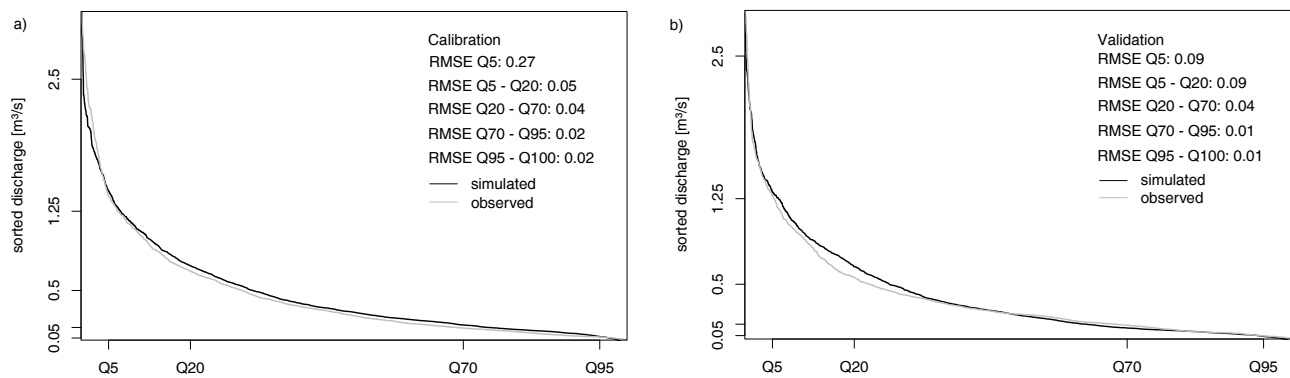 a)
Calibration
RMSE Q5: 0.27
RMSE Q5 - Q20: 0.05
RMSE Q20 - Q70: 0.04
RMSE Q70 - Q95: 0.02
RMSE Q95 - Q100: 0.02
simulated
observed
sorted discharge [m³/s]
2.5
1.25
0.5
0.05
Q5 Q20 Q70 Q95
b)
Validation
RMSE Q5: 0.09
RMSE Q5 - Q20: 0.09
RMSE Q20 - Q70: 0.04
RMSE Q70 - Q95: 0.01
RMSE Q95 - Q100: 0.01
simulated
observed
sorted discharge [m³/s]
2.5
1.25
0.5
0.05
Q5 Q20 Q70 Q95